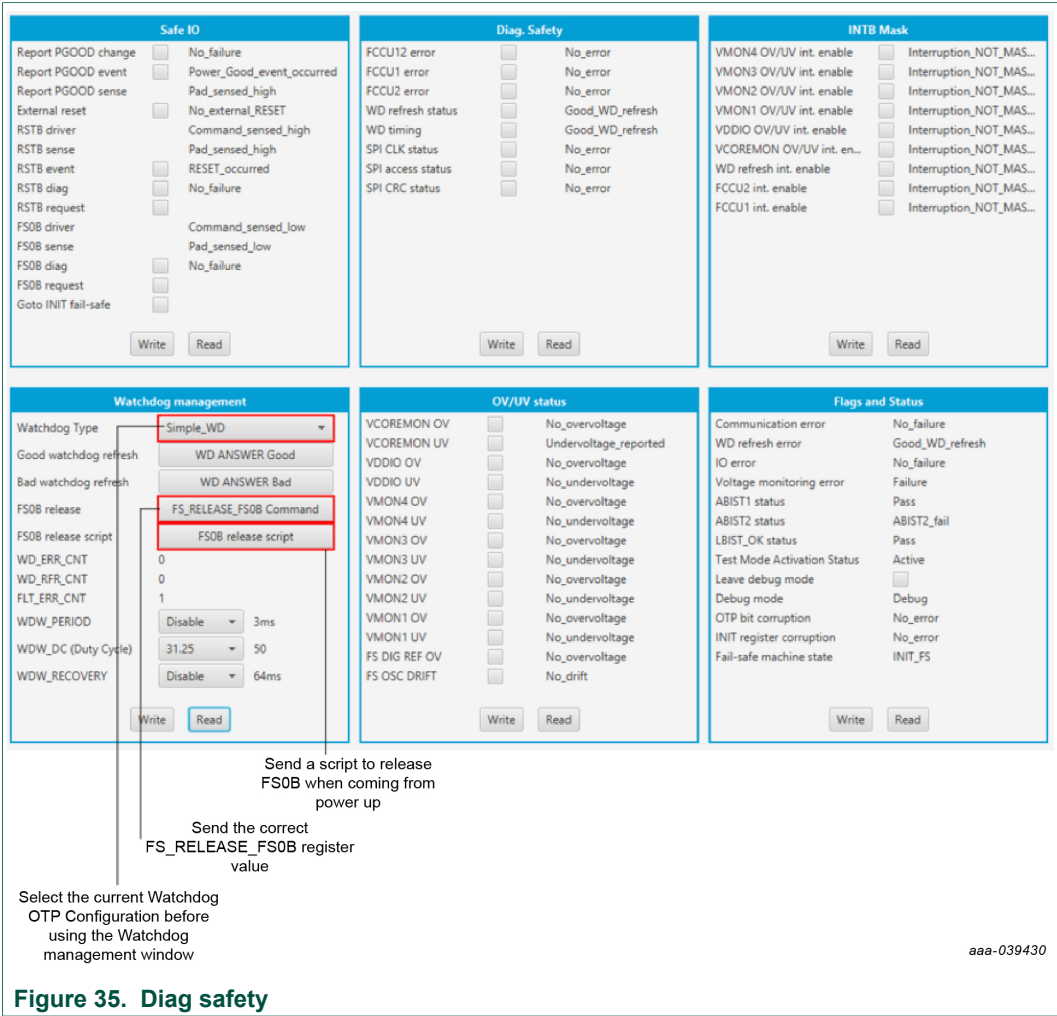 Safe IO
Report PGOOD change No_failure
Report PGOOD event Power_Good_event_occurred
Report PGOOD sense Pad_sensed_high
External reset No_external_RESET
RSTB driver Command_sensed_high
RSTB sense Pad_sensed_high
RSTB event RESET_occurred
RSTB diag No_failure
RSTB request
FS0B driver Command_sensed_low
FS0B sense Pad_sensed_low
FS0B diag No_failure
FS0B request
Goto INIT fail-safe
Write Read
Diag. Safety
FCCU12 error No_error
FCCU1 error No_error
FCCU2 error No_error
WD refresh status Good_WD_refresh
WD timing Good_WD_refresh
SPI CLK status No_error
SPI access status No_error
SPI CRC status No_error
Write Read
INTB Mask
VMON4 OV/UV int. enable Interruption_NOT_MAS...
VMON3 OV/UV int. enable Interruption_NOT_MAS...
VMON2 OV/UV int. enable Interruption_NOT_MAS...
VMON1 OV/UV int. enable Interruption_NOT_MAS...
VDDIO OV/UV int. enable Interruption_NOT_MAS...
VCOREMON OV/UV int. en... Interruption_NOT_MAS...
WD refresh int. enable Interruption_NOT_MAS...
FCCU2 int. enable Interruption_NOT_MAS...
FCCU1 int. enable Interruption_NOT_MAS...
Write Read
Watchdog management
Watchdog Type Simple_WD
Good watchdog refresh WD ANSWER Good
Bad watchdog refresh WD ANSWER Bad
FS0B release FS_RELEASE_FS0B Command
FS0B release script FS0B release script
WD_ERR_CNT 0
WD_RFR_CNT 0
FLT_ERR_CNT 1
WDW_PERIOD Disable 3ms
WDW_DC (Duty Cycle) 31.25 50
WDW_RECOVERY Disable 64ms
Write Read
OV/UV status
VCOREMON OV No_overvoltage
VCOREMON UV Undervoltage_reported
VDDIO OV No_overvoltage
VDDIO UV No_undervoltage
VMON4 OV No_overvoltage
VMON4 UV No_undervoltage
VMON3 OV No_overvoltage
VMON3 UV No_undervoltage
VMON2 OV No_overvoltage
VMON2 UV No_undervoltage
VMON1 OV No_overvoltage
VMON1 UV No_undervoltage
FS DIG REF OV No_overvoltage
FS OSC DRIFT No_drift
Write Read
Flags and Status
Communication error No_failure
WD refresh error Good_WD_refresh
IO error No_failure
Voltage monitoring error Failure
ABIST1 status Pass
ABIST2 status ABIST2_fail
LBIST_OK status Pass
Test Mode Activation Status Active
Leave debug mode
Debug mode Debug
OTP bit corruption No_error
INIT register corruption No_error
Fail-safe machine state INIT_FS
Write Read
Send a script to release
FS0B when coming from
power up
Send the correct
FS_RELEASE_FS0B register
value
Select the current Watchdog
OTP Configuration before
using the Watchdog
management window
aaa-039430
Figure 35. Diag safety